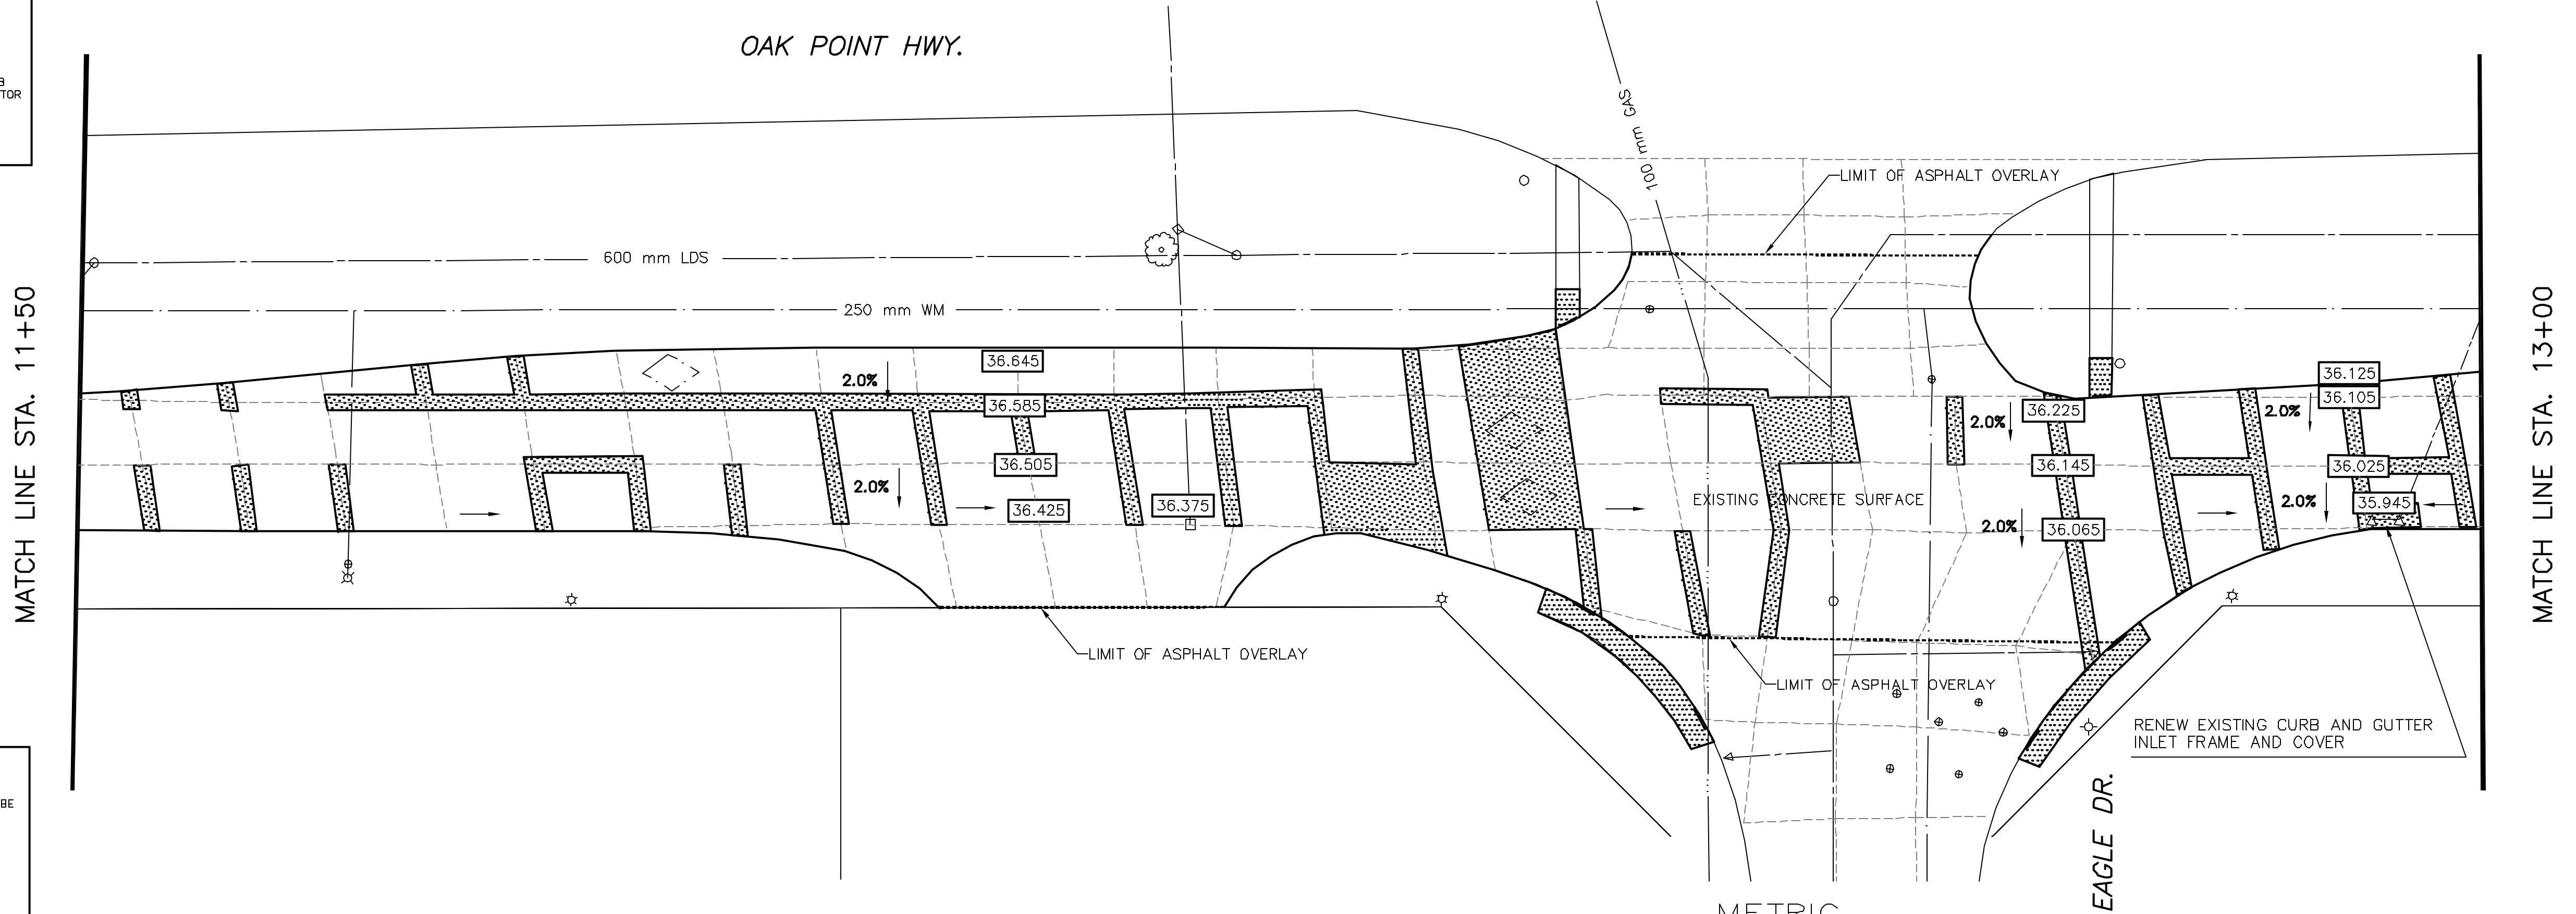 OAK POINT HWY.
B
TOR
MATCH LINE STA. 11+50
MATCH LINE STA. 13+00
100 mm GAS
LIMIT OF ASPHALT OVERLAY
600 mm LDS
250 mm WM
2.0%
36.645
36.585
36.505
2.0%
36.425
36.375
36.125
36.105
2.0%
36.225
2.0%
36.145
36.025
2.0%
35.945
EXISTING CONCRETE SURFACE
2.0%
36.065
LIMIT OF ASPHALT OVERLAY
LIMIT OF ASPHALT OVERLAY
RENEW EXISTING CURB AND GUTTER
INLET FRAME AND COVER
BE
EAGLE DR.
METRIC